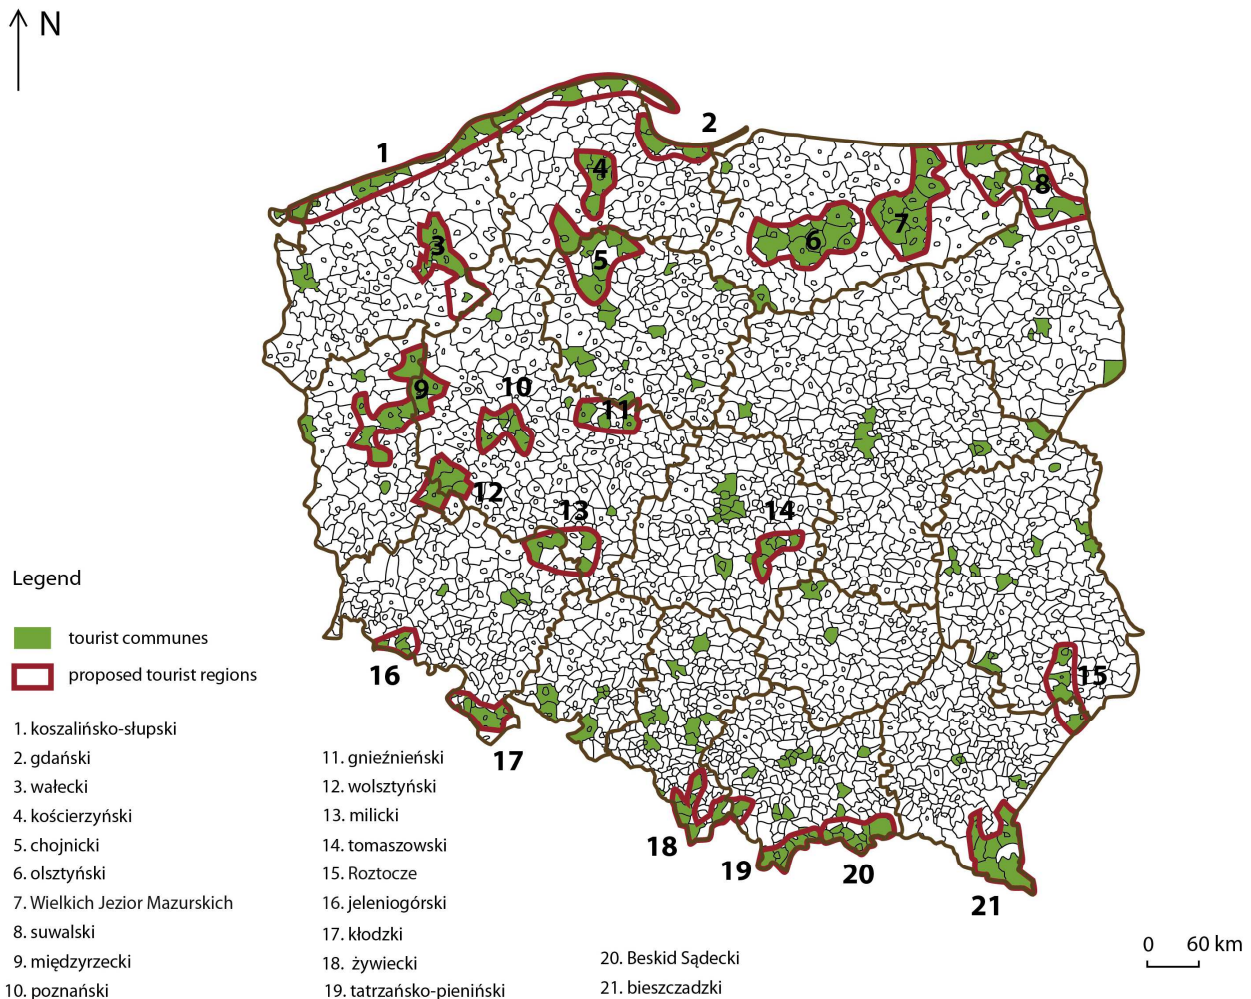 N
1
2
3
4
5
6
7
8
9
10
11
12
13
14
15
16
17
18
19
20
21
Legend
tourist communes
proposed tourist regions
1. koszalińsko-słupski
2. gdański
3. wałecki
4. kościerzyński
5. chojnicki
6. olsztyński
7. Wielkich Jezior Mazurskich
8. suwalski
9. międzyrzecki
10. poznański
11. gnieźnieński
12. wolsztyński
13. milicki
14. tomaszowski
15. Roztocze
16. jeleniogórski
17. kłodzki
18. żywiecki
19. tatrzańsko-pieniński
20. Beskid Sądecki
21. bieszczadzki
0 60 km